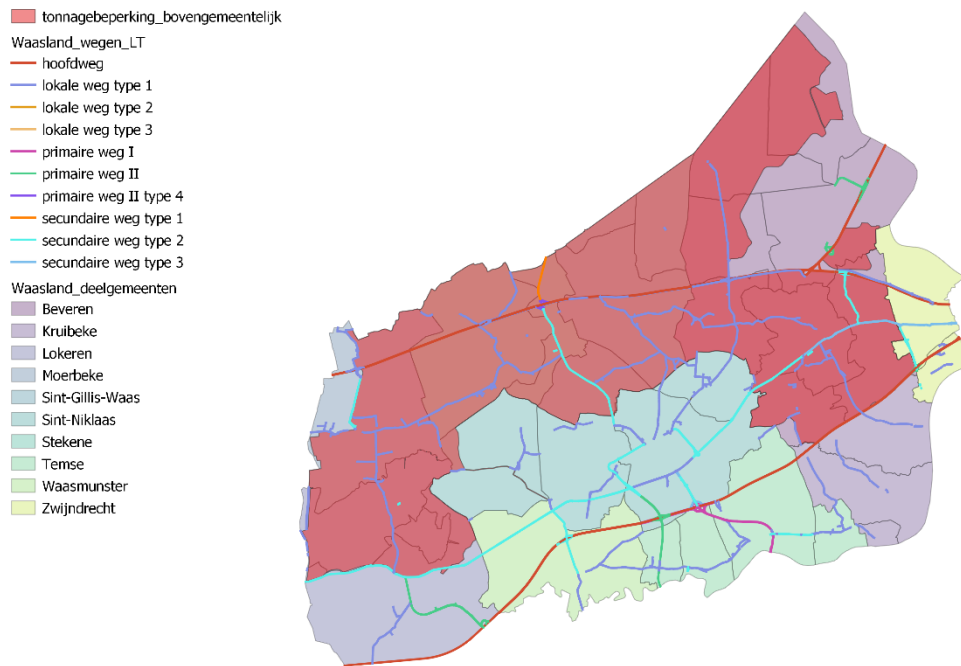 tonnagebeperking_bovengemeentelijk
Waasland_wegen_LT
hoofdweg
lokale weg type 1
lokale weg type 2
lokale weg type 3
primaire weg I
primaire weg II
primaire weg II type 4
secundaire weg type 1
secundaire weg type 2
secundaire weg type 3
Waasland_deelgemeenten
Beveren
Kruibeke
Lokeren
Moerbeke
Sint-Gillis-Waas
Sint-Niklaas
Stekene
Temse
Waasmunster
Zwijndrecht